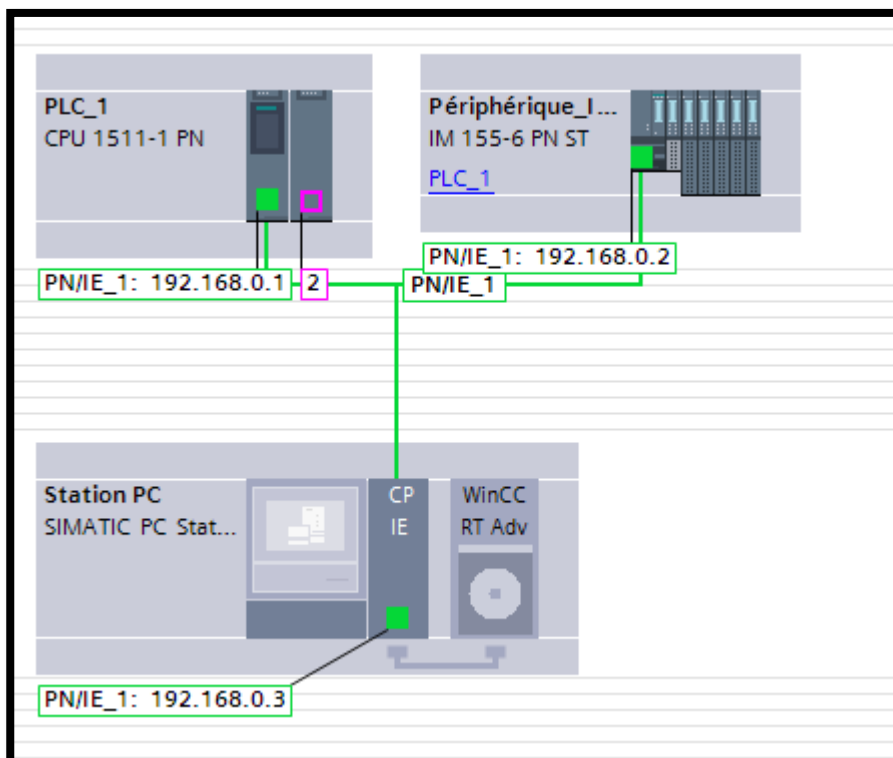 PLC_1
CPU 1511-1 PN
Périphérique_I...
IM 155-6 PN ST
PLC_1
PN/IE_1: 192.168.0.2
PN/IE_1: 192.168.0.1
2
PN/IE_1
Station PC
SIMATIC PC Stat...
CP
IE
WinCC
RT Adv
PN/IE_1: 192.168.0.3